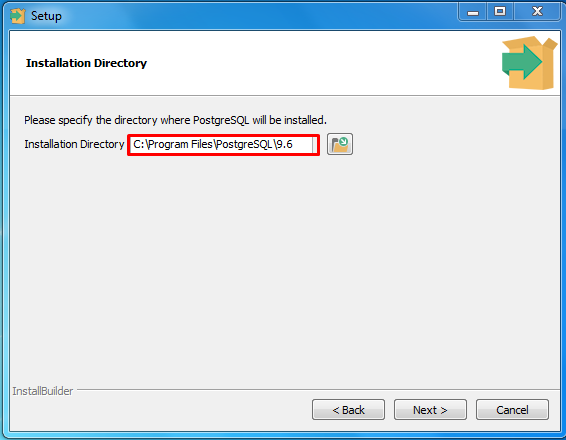 Setup
Installation Directory
Please specify the directory where PostgreSQL will be installed.
Installation Directory C:\Program Files\PostgreSQL\9.6
InstallBuilder
< Back Next > Cancel